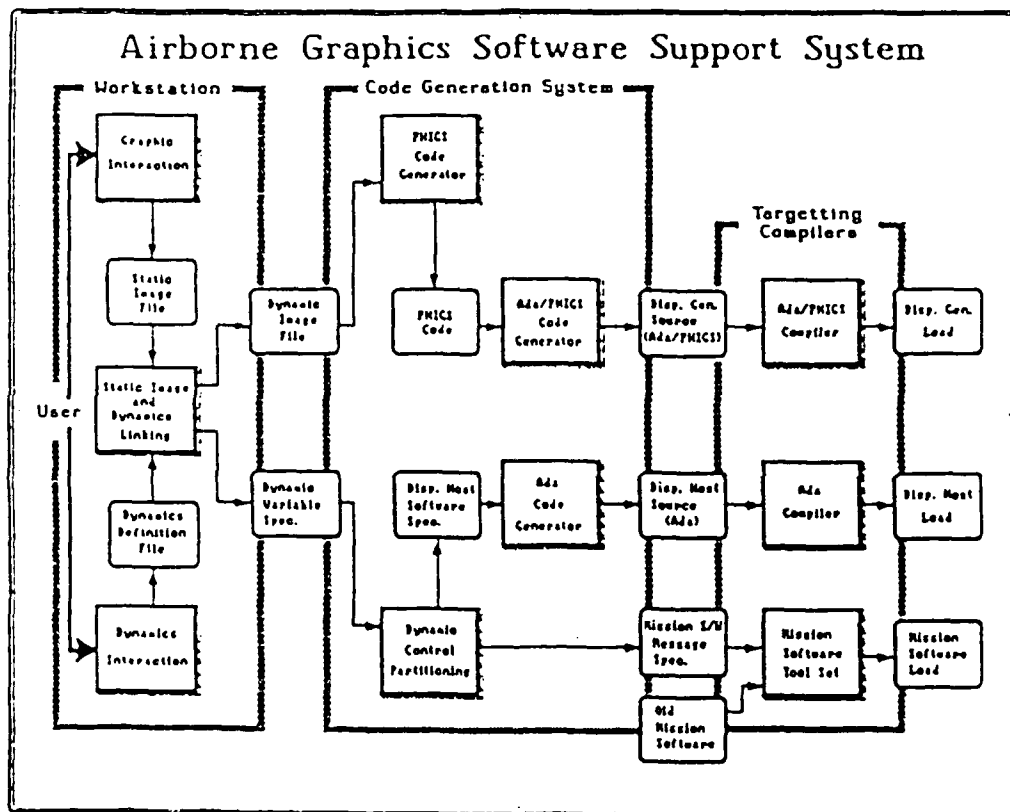 Airborne Graphics Software Support System
Workstation
Code Generation System
Targetting
Compilers
User
Graphic
Interaction
Static
Image
File
Static Image
and
Dynamics
Linking
Dynamics
Definition
File
Dynamics
Interaction
Dynamic
Image
File
Dynamic
Variable
Spec.
PHIGS
Code
Generator
PHIGS
Code
Ada/PHIGS
Code
Generator
Disp. Gen.
Source
(Ada/PHIGS)
Ada/PHIGS
Compiler
Disp. Gen.
Load
Disp. Host
Software
Spec.
Ada
Code
Generator
Disp. Host
Source
(Ada)
Ada
Compiler
Disp. Host
Load
Dynamic
Control
Partitioning
Mission S/W
Message
Spec.
Mission
Software
Tool Set
Mission
Software
Load
Old
Mission
Software